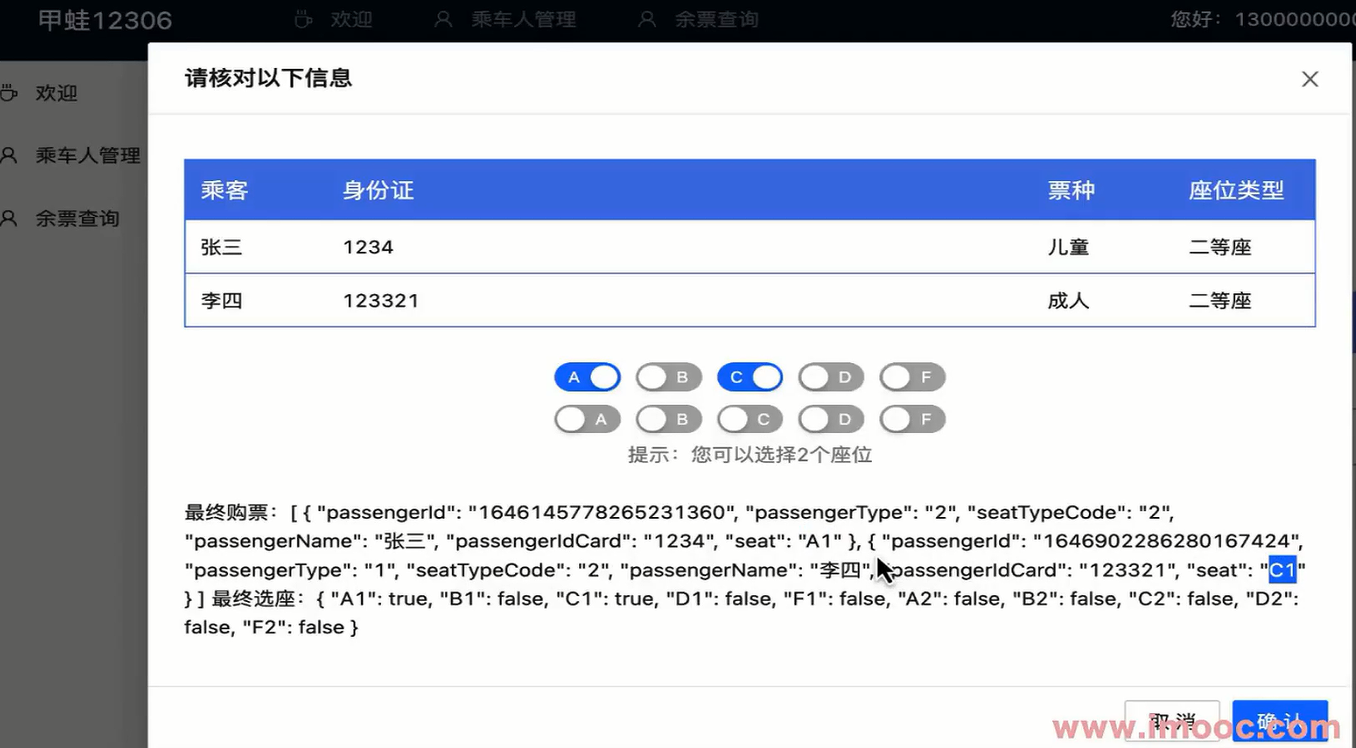 甲蛙12306 欢迎 乘车人管理 余票查询 您好： 1300000000
请核对以下信息
欢迎
乘车人管理
余票查询
乘客 身份证 票种 座位类型
张三 1234 儿童 二等座
李四 123321 成人 二等座
A B C D F
A B C D F
提示：您可以选择2个座位
最终购票： [ { "passengerId": "1646145778265231360", "passengerType": "2", "seatTypeCode": "2",
"passengerName": "张三", "passengerIdCard": "1234", "seat": "A1" }, { "passengerId": "1646902286280167424",
"passengerType": "1", "seatTypeCode": "2", "passengerName": "李四", "passengerIdCard": "123321", "seat": "C1"
} ] 最终选座： { "A1": true, "B1": false, "C1": true, "D1": false, "F1": false, "A2": false, "B2": false, "C2": false, "D2":
false, "F2": false }
取消 确认
www.imooc.com